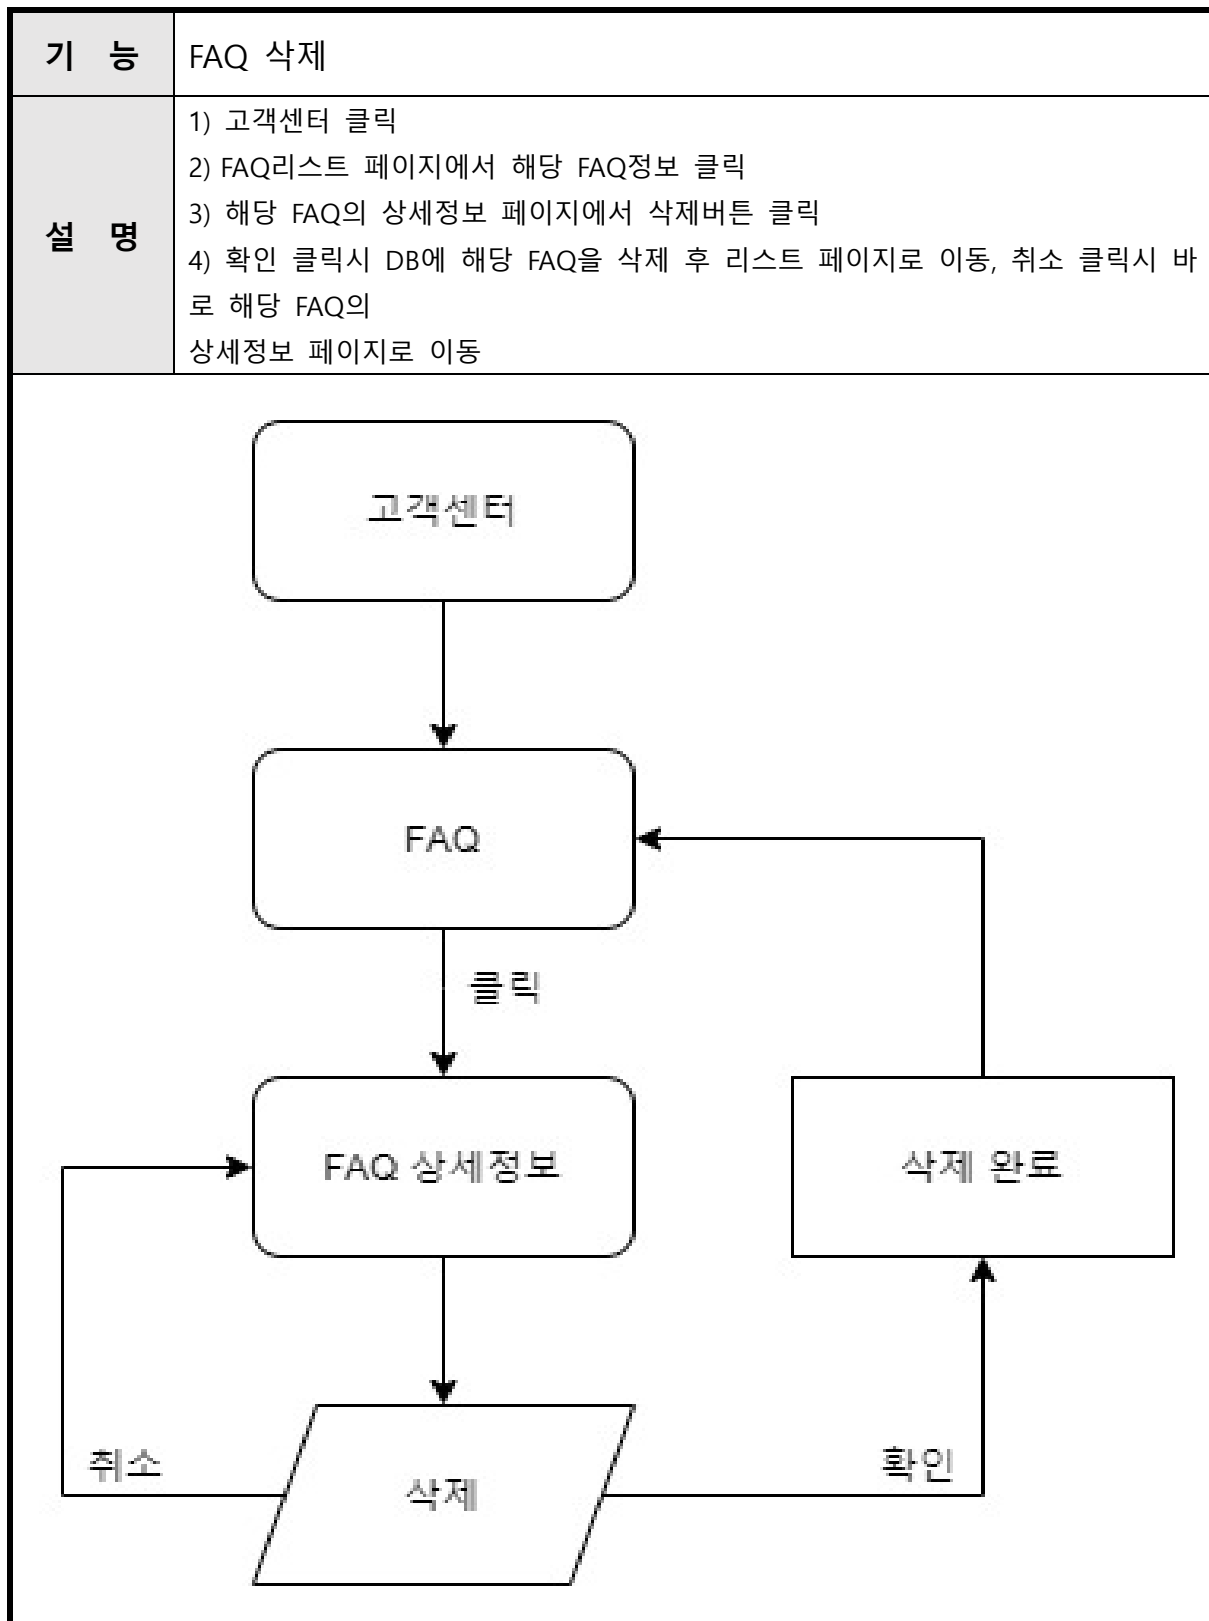 기 능
FAQ 삭제
설 명
1) 고객센터 클릭
2) FAQ리스트 페이지에서 해당 FAQ정보 클릭
3) 해당 FAQ의 상세정보 페이지에서 삭제버튼 클릭
4) 확인 클릭시 DB에 해당 FAQ을 삭제 후 리스트 페이지로 이동, 취소 클릭시 바
로 해당 FAQ의
상세정보 페이지로 이동
고객센터
FAQ
클릭
FAQ 상세정보
삭제 완료
취소
삭제
확인